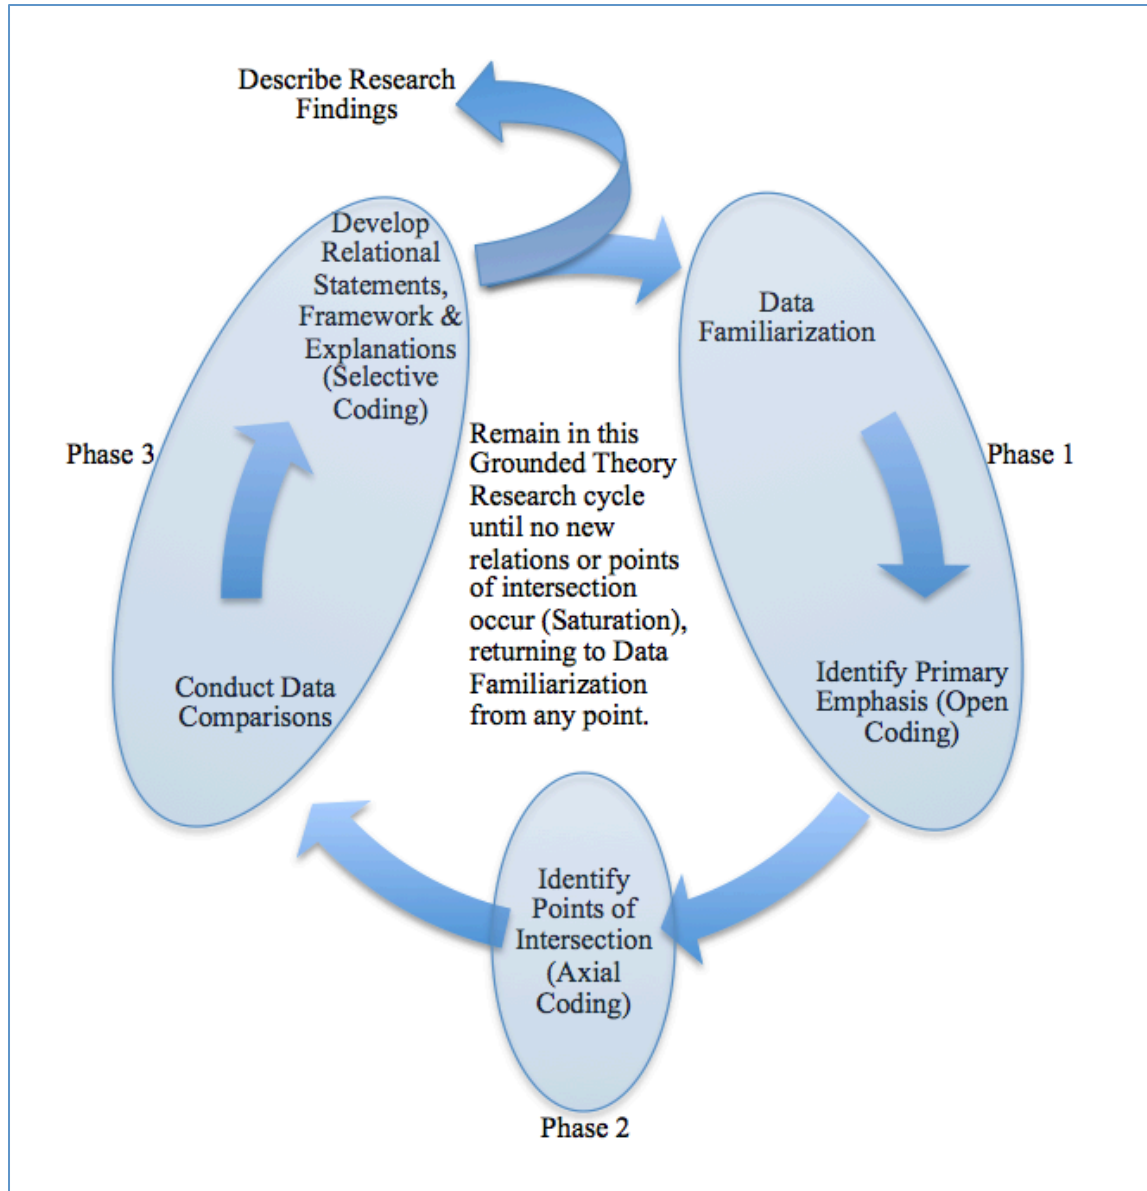 Describe Research
Findings
Develop
Relational
Statements,
Framework &
Explanations
(Selective
Coding)
Data
Familiarization
Phase 3
Remain in this
Grounded Theory
Research cycle
until no new
relations or points
of intersection
occur (Saturation),
returning to Data
Familiarization
from any point.
Phase 1
Conduct Data
Comparisons
Identify Primary
Emphasis (Open
Coding)
Identify
Points of
Intersection
(Axial
Coding)
Phase 2